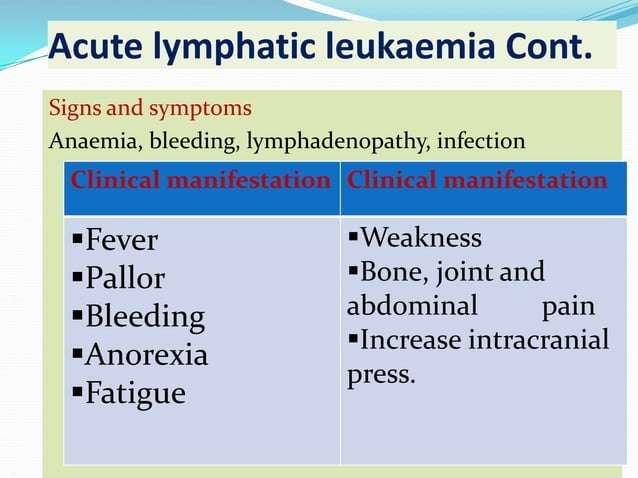 Acute lymphatic leukaemia Cont.
Signs and symptoms
Anaemia, bleeding, lymphadenopathy, infection
Clinical manifestation Clinical manifestation
▪Fever
▪Pallor
▪Bleeding
▪Anorexia
▪Fatigue
▪Weakness
▪Bone, joint and
abdominal pain
▪Increase intracranial
press.